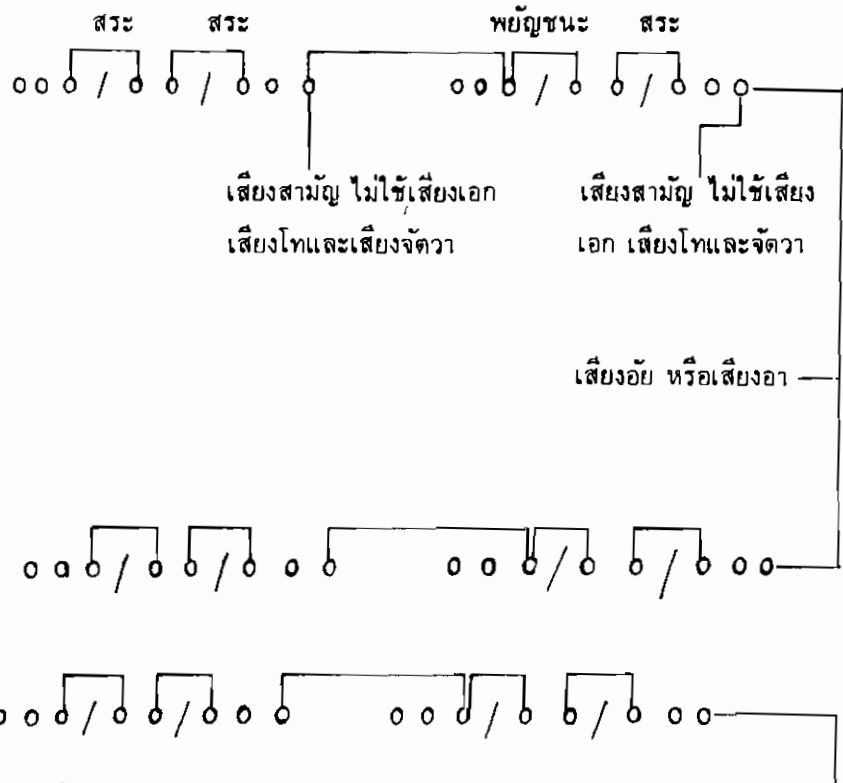 สระ สระ พยัญชนะ สระ
o o o / o o / o o o o o o / o o / o o o
เสียงสามัญ ไม่ใช้เสียงเอก
เสียงโทและเสียงจัตวา
เสียงสามัญ ไม่ใช้เสียง
เอก เสียงโทและจัตวา
เสียงอัย หรือเสียงอา
o o o / o o / o o o o o o / o o / o o o
o o o / o o / o o o o o o / o o / o o o